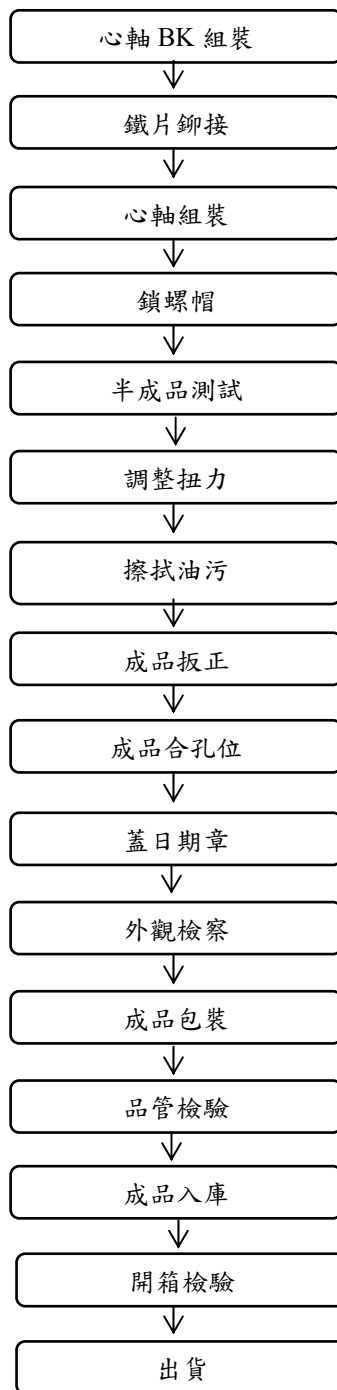 心軸 BK 組裝
鐵片鉚接
心軸組裝
鎖螺帽
半成品測試
調整扭力
擦拭油污
成品扳正
成品合孔位
蓋日期章
外觀檢察
成品包裝
品管檢驗
成品入庫
開箱檢驗
出貨